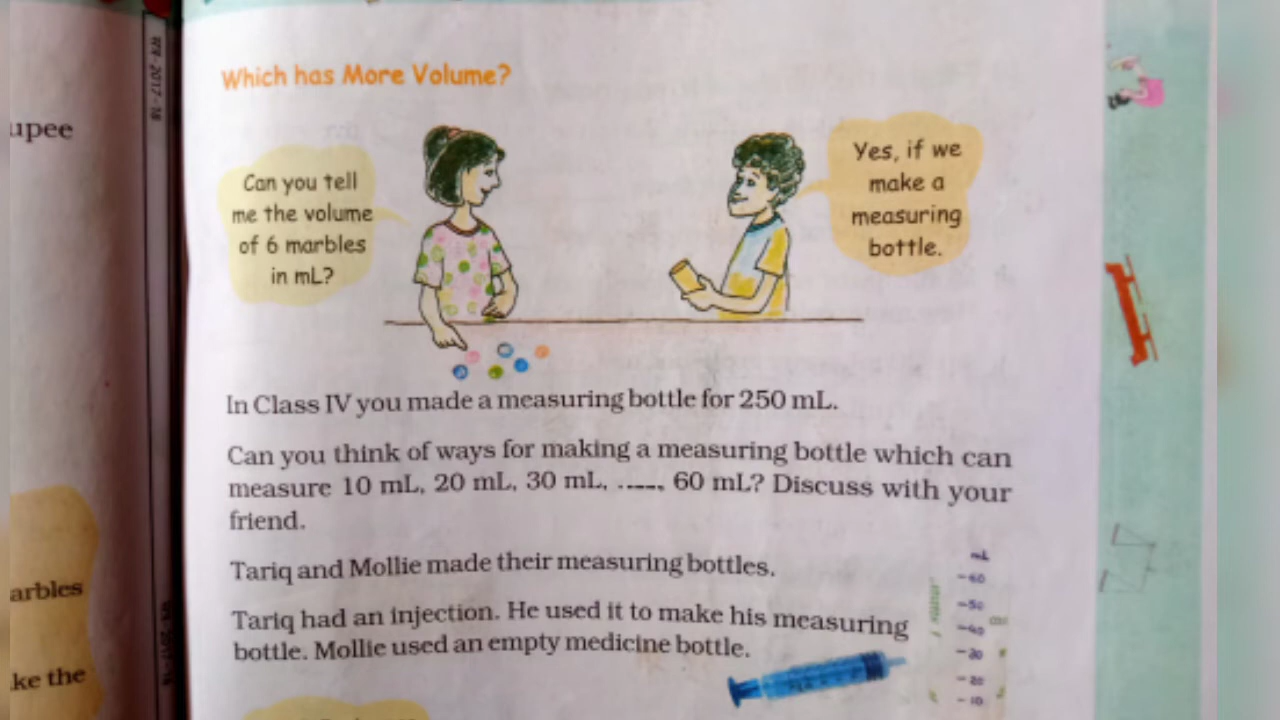 upee
arbles
ke the
Which has More Volume?
Can you tell
me the volume
of 6 marbles
in mL?
Yes, if we
make a
measuring
bottle.
In Class IV you made a measuring bottle for 250 mL.
Can you think of ways for making a measuring bottle which can
measure 10 mL, 20 mL, 30 mL, ....., 60 mL? Discuss with your
friend.
Tariq and Mollie made their measuring bottles.
Tariq had an injection. He used it to make his measuring
bottle. Mollie used an empty medicine bottle.
mL
-60
-50
-40
-30
-20
-10